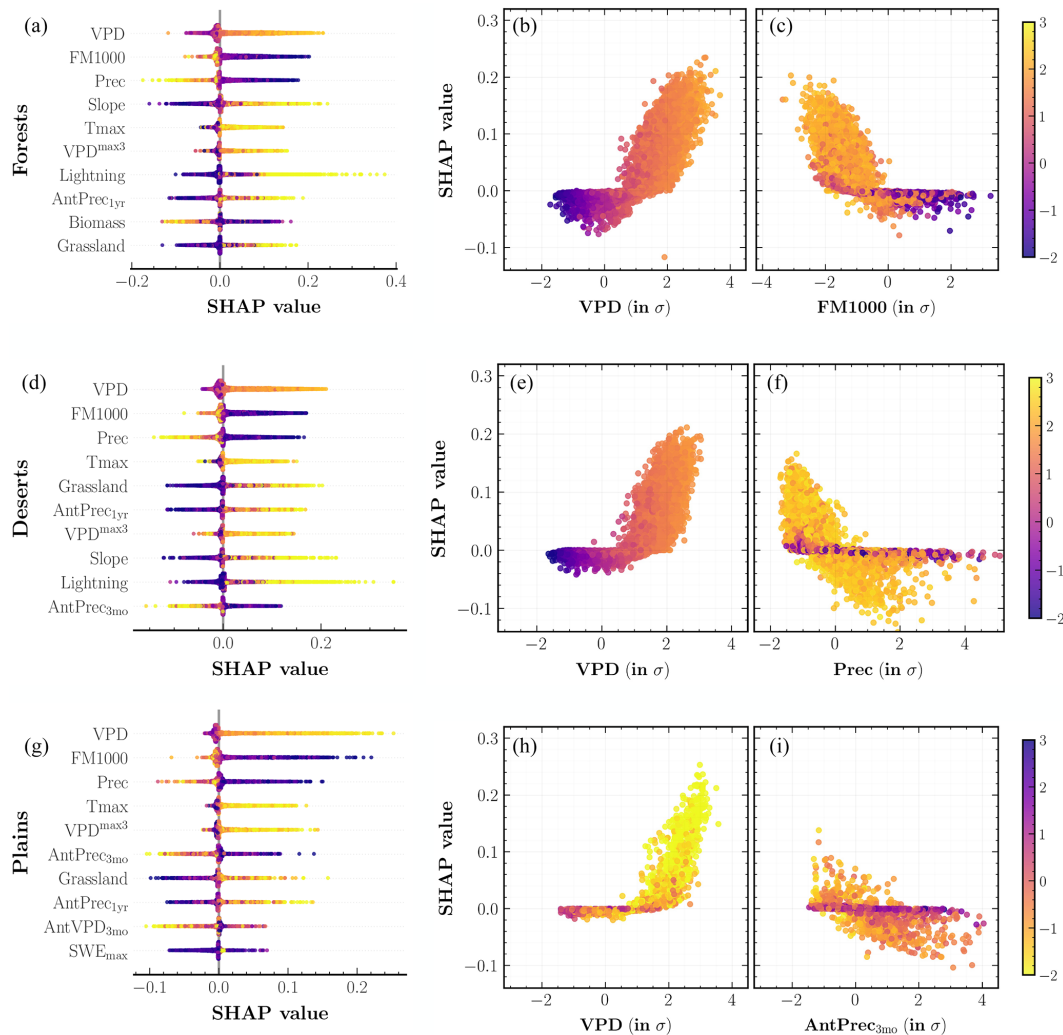 (a)
Forests
VPD
FM1000
Prec
Slope
Tmax
VPD^max3
Lightning
AntPrec_1yr
Biomass
Grassland
−0.2 0.0 0.2 0.4
SHAP value
(b)
SHAP value
0.3
0.2
0.1
0.0
−0.1
−2 0 2 4
VPD (in σ)
(c)
−4 −2 0 2
FM1000 (in σ)
3
2
1
0
−1
−2
(d)
Deserts
VPD
FM1000
Prec
Tmax
Grassland
AntPrec_1yr
VPD^max3
Slope
Lightning
AntPrec_3mo
0.0 0.2
SHAP value
(e)
SHAP value
0.3
0.2
0.1
0.0
−0.1
−2 0 2 4
VPD (in σ)
(f)
−2 0 2 4
Prec (in σ)
3
2
1
0
−1
−2
(g)
Plains
VPD
FM1000
Prec
Tmax
VPD^max3
AntPrec_3mo
Grassland
AntPrec_1yr
AntVPD_3mo
SWE_max
−0.1 0.0 0.1 0.2
SHAP value
(h)
SHAP value
0.3
0.2
0.1
0.0
−0.1
−2 0 2 4
VPD (in σ)
(i)
−2 0 2 4
AntPrec_3mo (in σ)
3
2
1
0
−1
−2